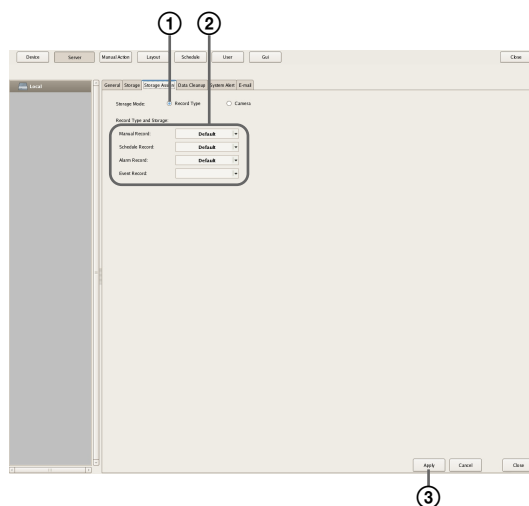 ① ②
Device Server Manual Action Layout Schedule User Gui Close
Local
General Storage Storage Assign Data Cleanup System Alert E-mail
Storage Mode: Record Type Camera
Record Type and Storage:
Manual Record: Default
Schedule Record: Default
Alarm Record: Default
Event Record:
Apply Cancel Close
③